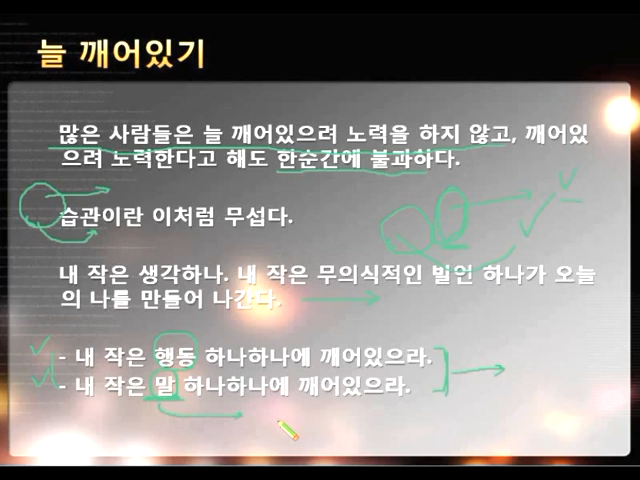 늘 깨어있기
많은 사람들은 늘 깨어있으려 노력을 하지 않고, 깨어있
으려 노력한다고 해도 한순간에 불과하다.
습관이란 이처럼 무섭다.
내 작은 생각하나. 내 작은 무의식적인 발언 하나가 오늘
의 나를 만들어 나간다.
- 내 작은 행동 하나하나에 깨어있으라.
- 내 작은 말 하나하나에 깨어있으라.